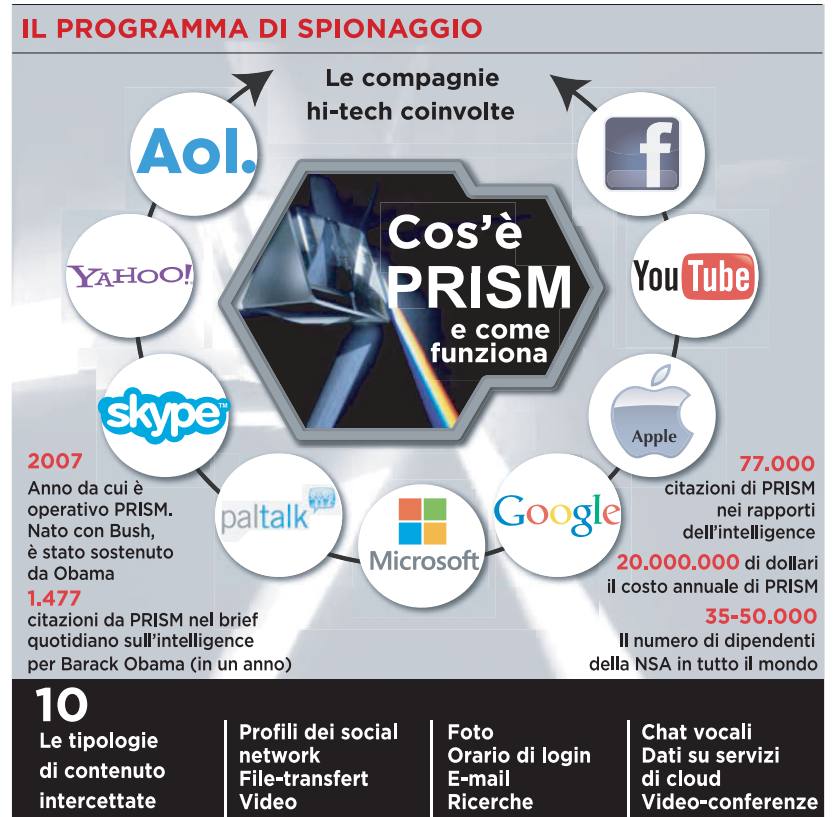 IL PROGRAMMA DI SPIONAGGIO
Le compagnie
hi-tech coinvolte
Aol.
f
YAHOO!
You Tube
Cos'è
PRISM
e come
funziona
skype™
Apple
paltalk
Microsoft
Google
2007
Anno da cui è
operativo PRISM.
Nato con Bush,
è stato sostenuto
da Obama
1.477
citazioni da PRISM nel brief
quotidiano sull'intelligence
per Barack Obama (in un anno)
77.000
citazioni di PRISM
nei rapporti
dell'intelligence
20.000.000 di dollari
il costo annuale di PRISM
35-50.000
Il numero di dipendenti
della NSA in tutto il mondo
10
Le tipologie
di contenuto
intercettate
Profili dei social
network
File-transfert
Video
Foto
Orario di login
E-mail
Ricerche
Chat vocali
Dati su servizi
di cloud
Video-conferenze